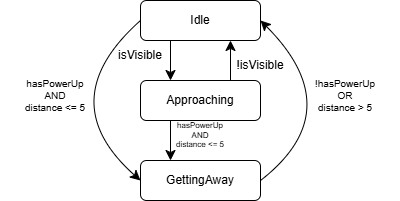 Idle
isVisible
!isVisible
hasPowerUp
AND
distance <= 5
!hasPowerUp
OR
distance > 5
Approaching
hasPowerUp
AND
distance <= 5
GettingAway